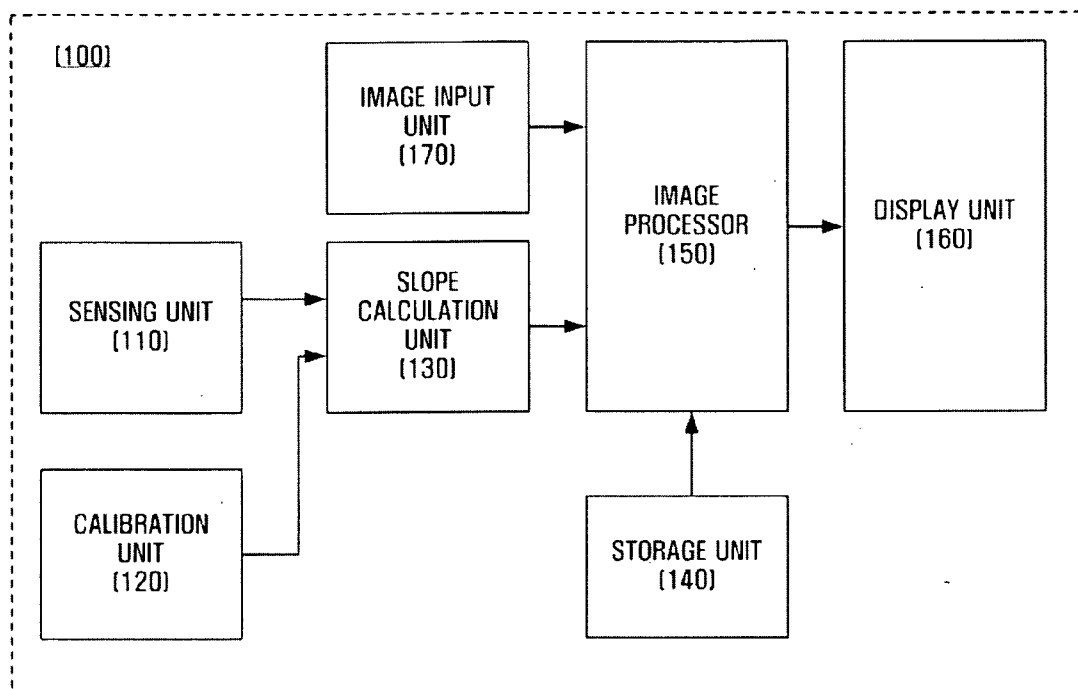 [100]
IMAGE INPUT
UNIT
(170)
IMAGE
PROCESSOR
(150)
DISPLAY UNIT
(160)
SENSING UNIT
(110)
SLOPE
CALCULATION
UNIT
(130)
CALIBRATION
UNIT
(120)
STORAGE UNIT
(140)